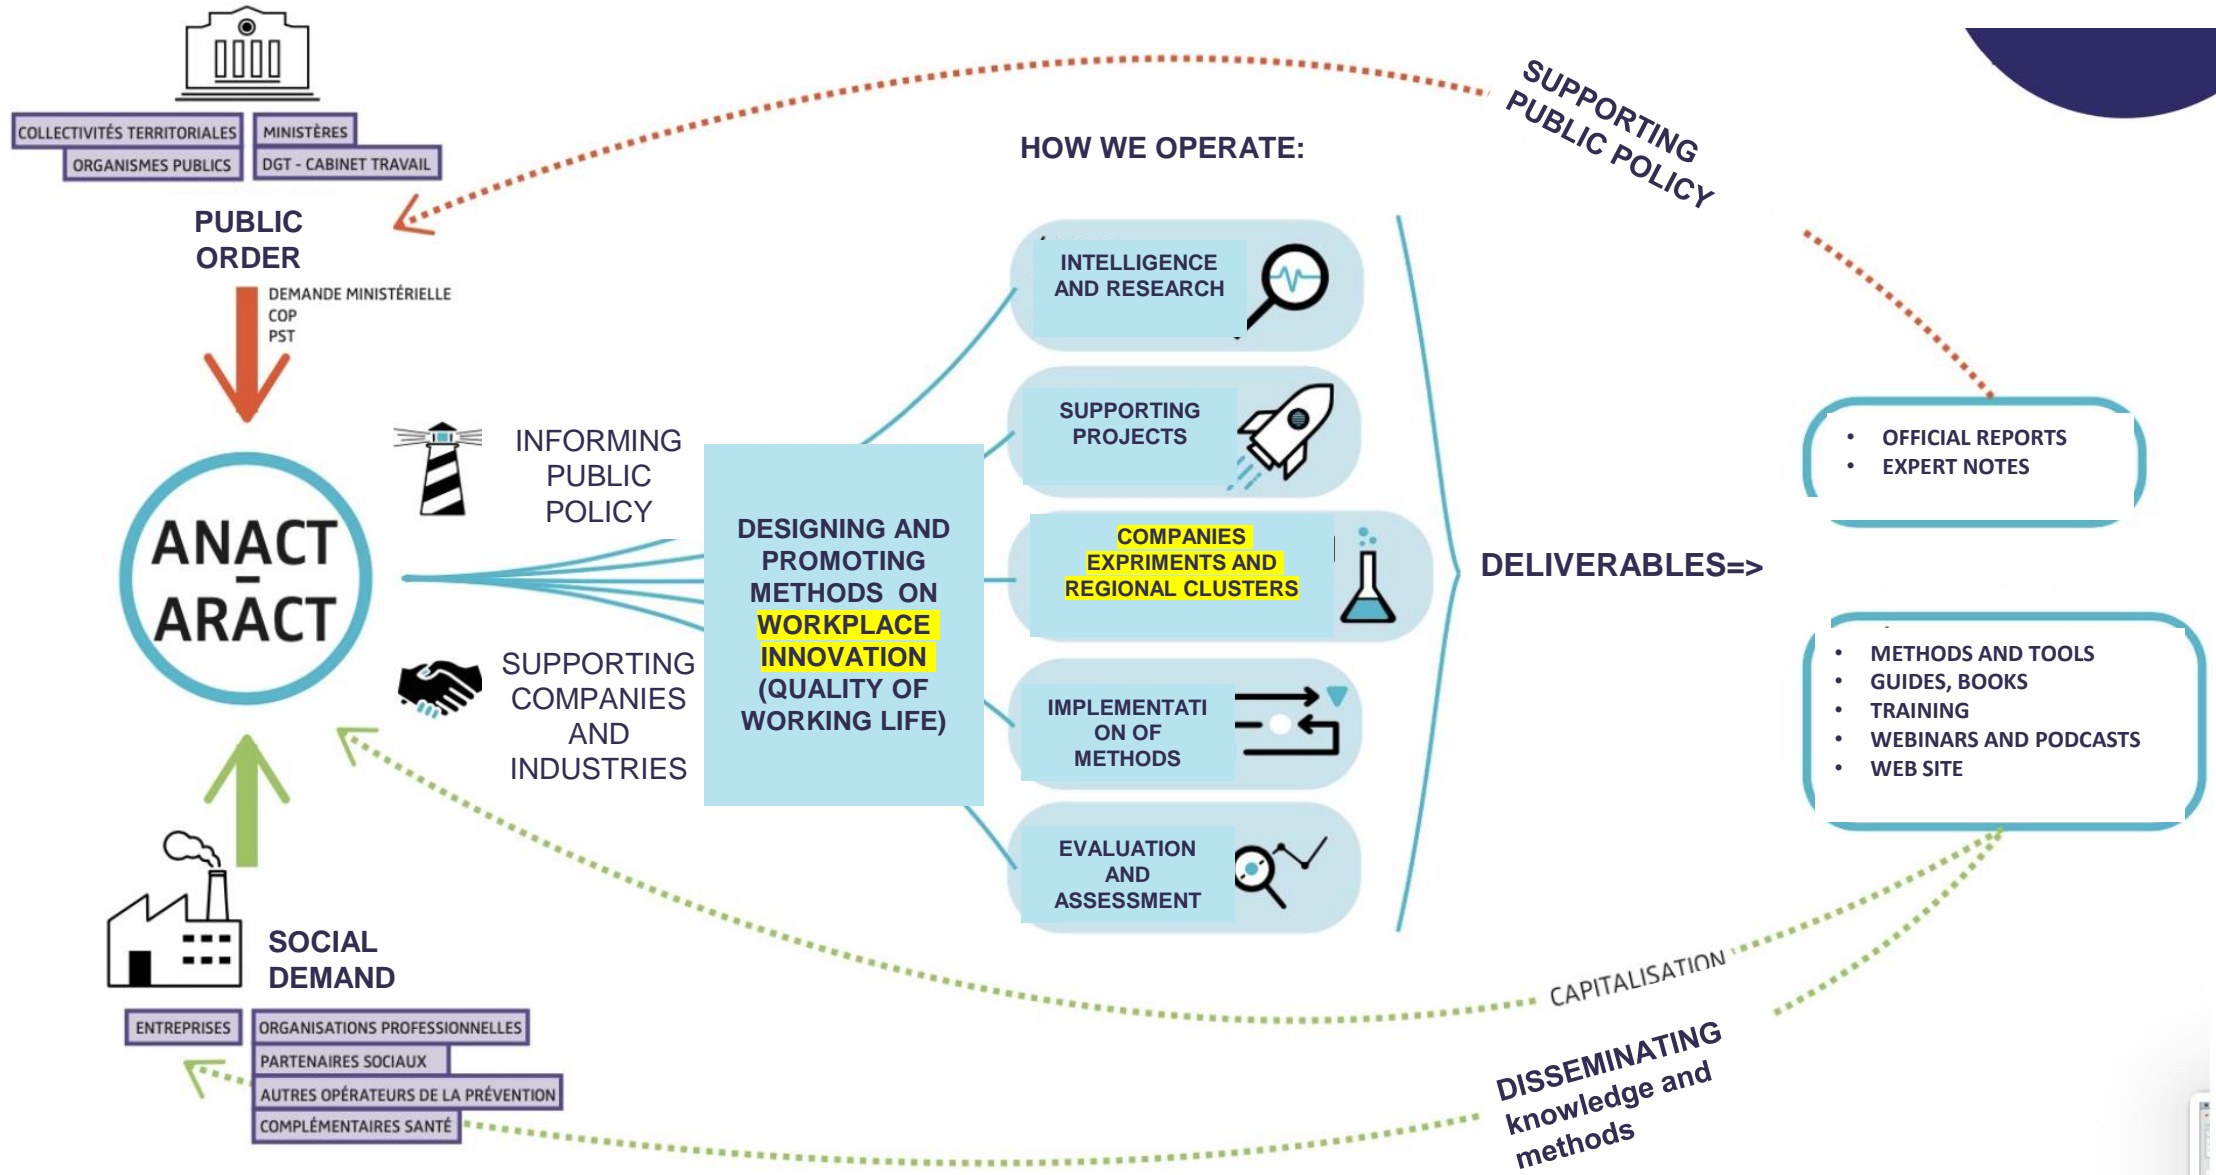 COLLECTIVITÉS TERRITORIALES
MINISTÈRES
ORGANISMES PUBLICS
DGT - CABINET TRAVAIL
PUBLIC
ORDER
DEMANDE MINISTÉRIELLE
COP
PST
SUPPORTING
PUBLIC POLICY
HOW WE OPERATE:
ANACT
–
ARACT
INFORMING
PUBLIC
POLICY
SUPPORTING
COMPANIES
AND
INDUSTRIES
DESIGNING AND
PROMOTING
METHODS ON
WORKPLACE
INNOVATION
(QUALITY OF
WORKING LIFE)
INTELLIGENCE
AND RESEARCH
SUPPORTING
PROJECTS
COMPANIES
EXPRIMENTS AND
REGIONAL CLUSTERS
IMPLEMENTATI
ON OF
METHODS
EVALUATION
AND
ASSESSMENT
DELIVERABLES=>
• OFFICIAL REPORTS
• EXPERT NOTES
• METHODS AND TOOLS
• GUIDES, BOOKS
• TRAINING
• WEBINARS AND PODCASTS
• WEB SITE
SOCIAL
DEMAND
ENTREPRISES
ORGANISATIONS PROFESSIONNELLES
PARTENAIRES SOCIAUX
AUTRES OPÉRATEURS DE LA PRÉVENTION
COMPLÉMENTAIRES SANTÉ
CAPITALISATION
DISSEMINATING
knowledge and
methods